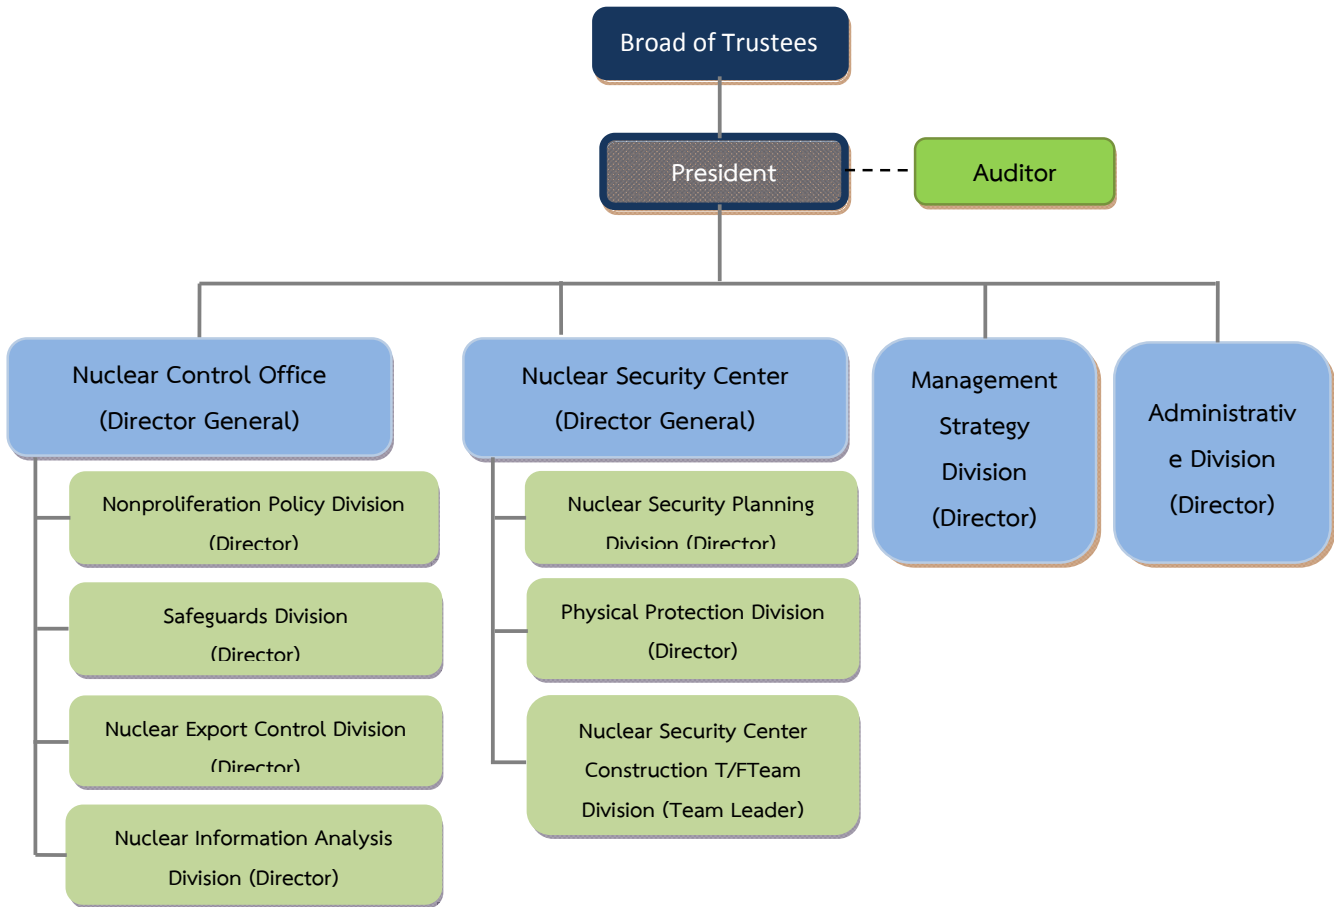 Broad of Trustees
President
Auditor
Nuclear Control Office
(Director General)
Nuclear Security Center
(Director General)
Management
Strategy
Division
(Director)
Administrativ
e Division
(Director)
Nonproliferation Policy Division
(Director)
Safeguards Division
(Director)
Nuclear Export Control Division
(Director)
Nuclear Information Analysis
Division (Director)
Nuclear Security Planning
Division (Director)
Physical Protection Division
(Director)
Nuclear Security Center
Construction T/FTeam
Division (Team Leader)